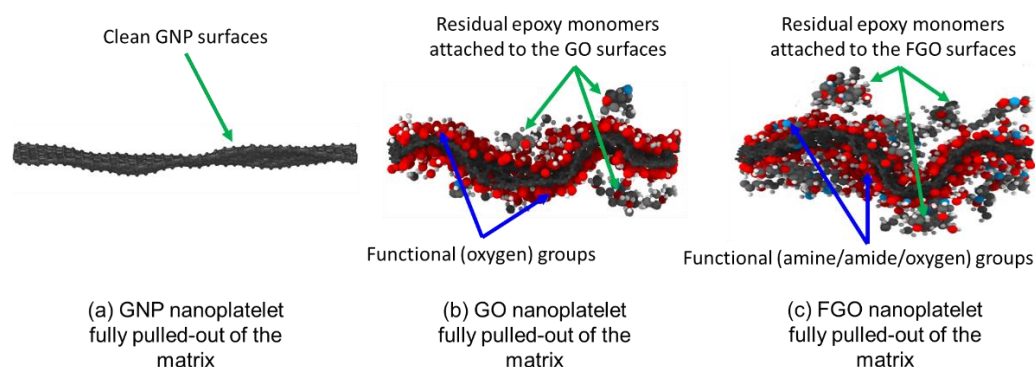 Clean GNP surfaces
Residual epoxy monomers
attached to the GO surfaces
Residual epoxy monomers
attached to the FGO surfaces
Functional (oxygen) groups
Functional (amine/amide/oxygen) groups
(a) GNP nanoplatelet
fully pulled-out of the
matrix
(b) GO nanoplatelet
fully pulled-out of the
matrix
(c) FGO nanoplatelet
fully pulled-out of the
matrix